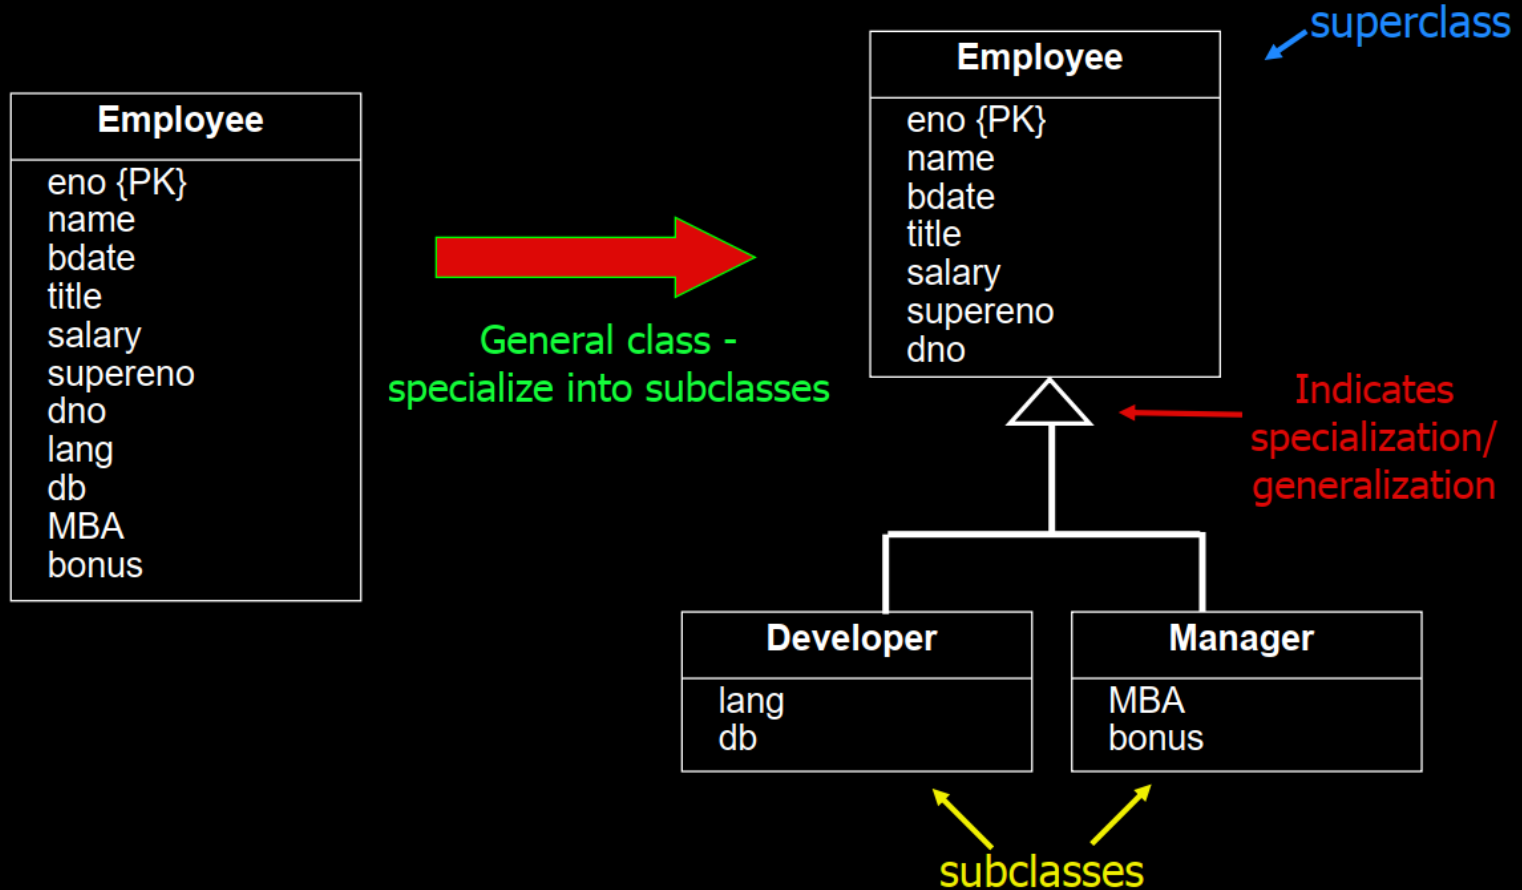 Employee
eno {PK}
name
bdate
title
salary
supereno
dno
lang
db
MBA
bonus
General class -
specialize into subclasses
superclass
Employee
eno {PK}
name
bdate
title
salary
supereno
dno
Indicates
specialization/
generalization
Developer
lang
db
Manager
MBA
bonus
subclasses